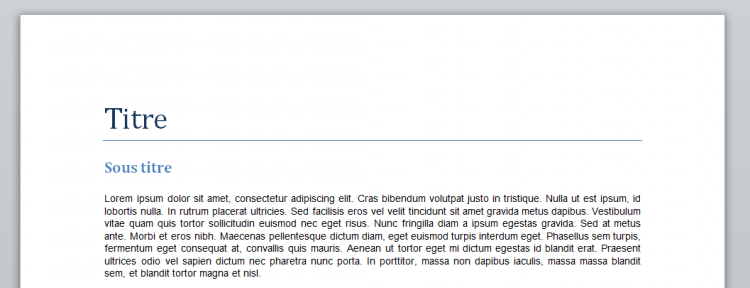 Titre
Sous titre
Lorem ipsum dolor sit amet, consectetur adipiscing elit. Cras bibendum volutpat justo in tristique. Nulla ut est ipsum, id
lobortis nulla. In rutrum placerat ultricies. Sed facilisis eros vel velit tincidunt sit amet gravida metus dapibus. Vestibulum
vitae quam quis tortor sollicitudin euismod nec eget risus. Nunc fringilla diam a ipsum egestas gravida. Sed at metus
ante. Morbi et eros nibh. Maecenas pellentesque dictum diam, eget euismod turpis interdum eget. Phasellus sem turpis,
fermentum eget consequat at, convallis quis mauris. Aenean ut tortor eget mi dictum egestas id blandit erat. Praesent
ultrices odio vel sapien dictum nec pharetra nunc porta. In porttitor, massa non dapibus iaculis, massa massa blandit
sem, et blandit tortor magna et nisl.